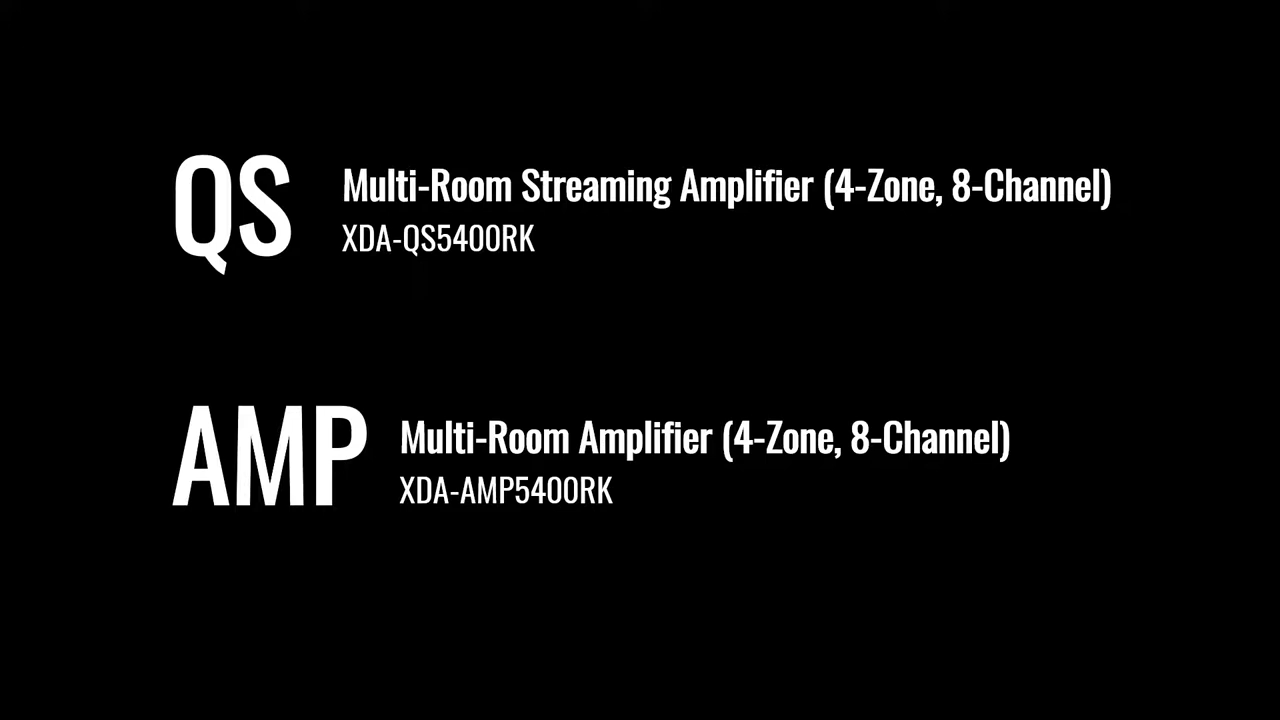 QS
Multi-Room Streaming Amplifier (4-Zone, 8-Channel)
XDA-QS5400RK
AMP
Multi-Room Amplifier (4-Zone, 8-Channel)
XDA-AMP5400RK